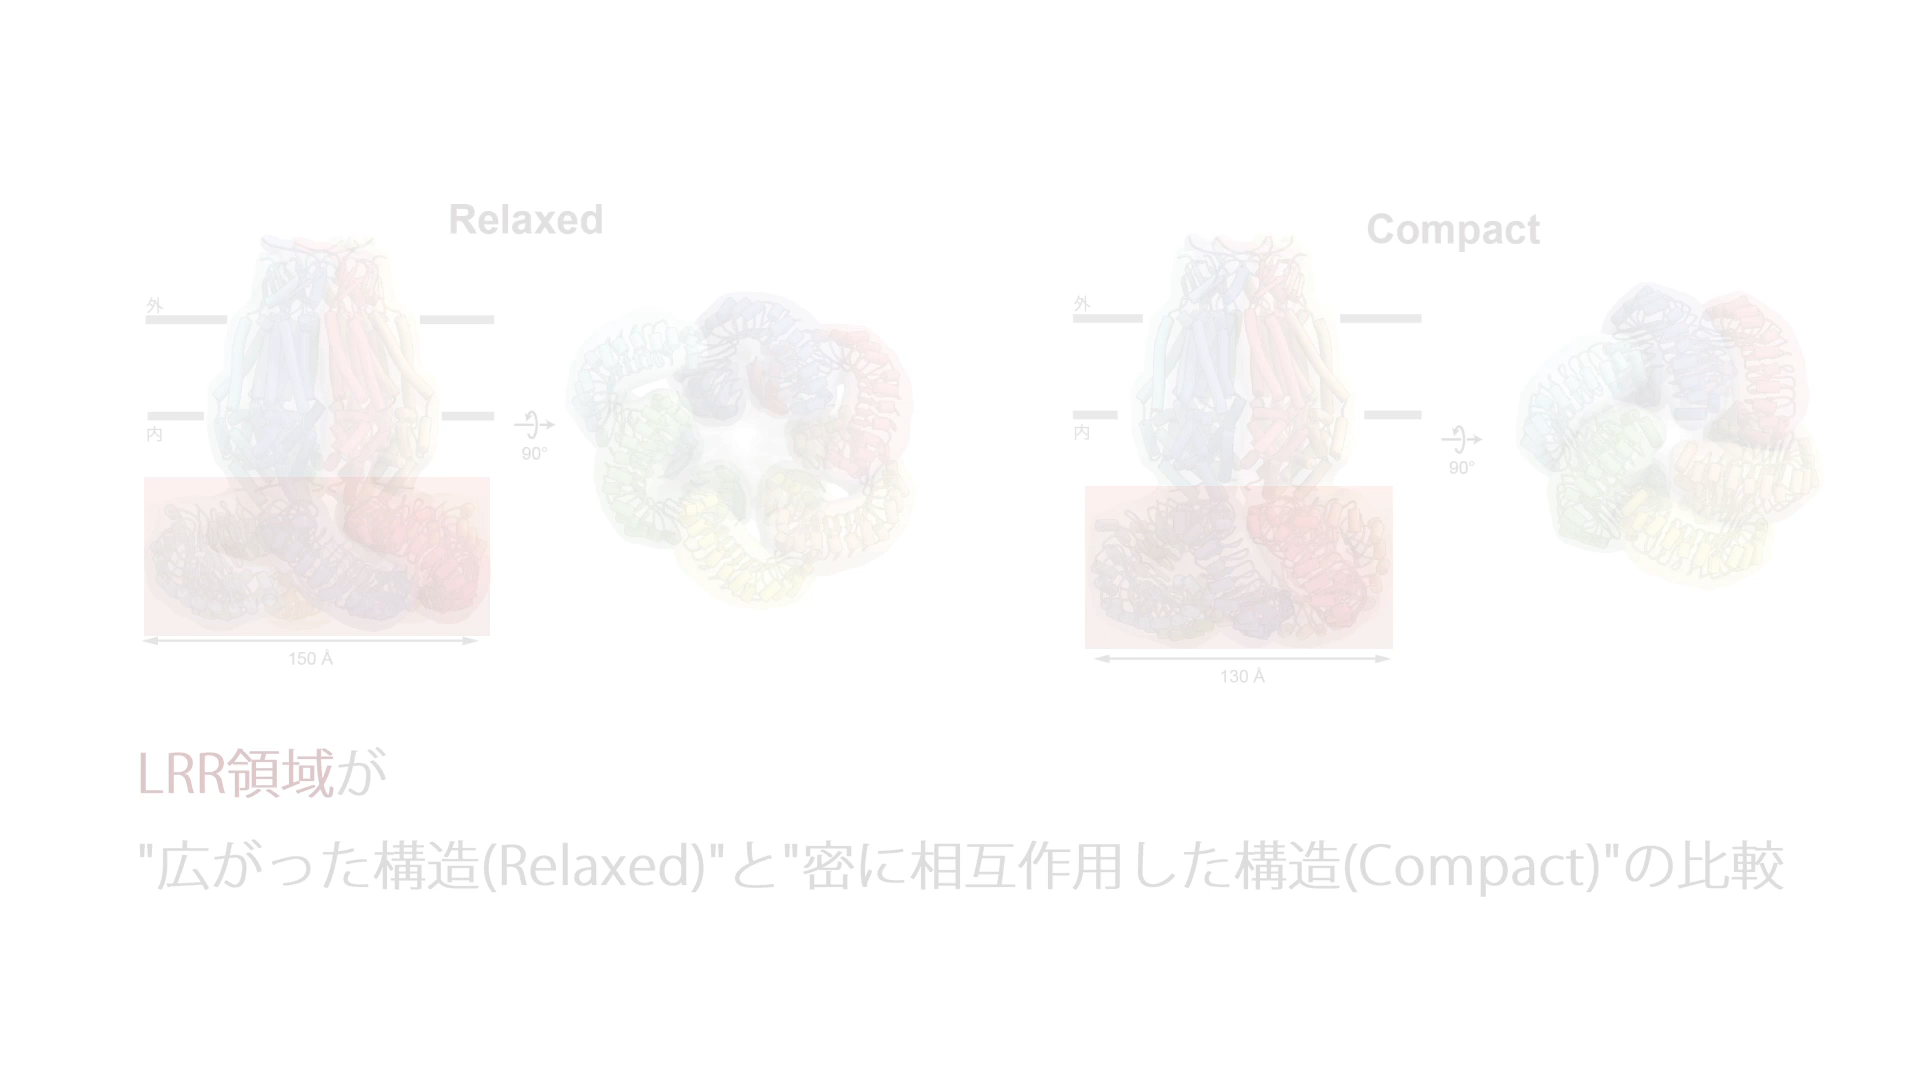 Relaxed
外
内
90°
150 Å
Compact
外
内
90°
130 Å
LRR領域が
"広がった構造(Relaxed)"と"密に相互作用した構造(Compact)"の比較